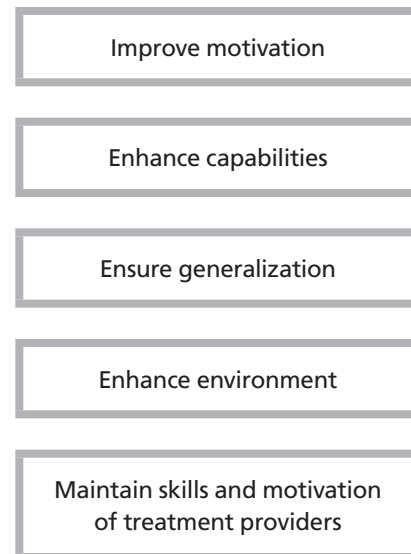 Improve motivation
Enhance capabilities
Ensure generalization
Enhance environment
Maintain skills and motivation
of treatment providers